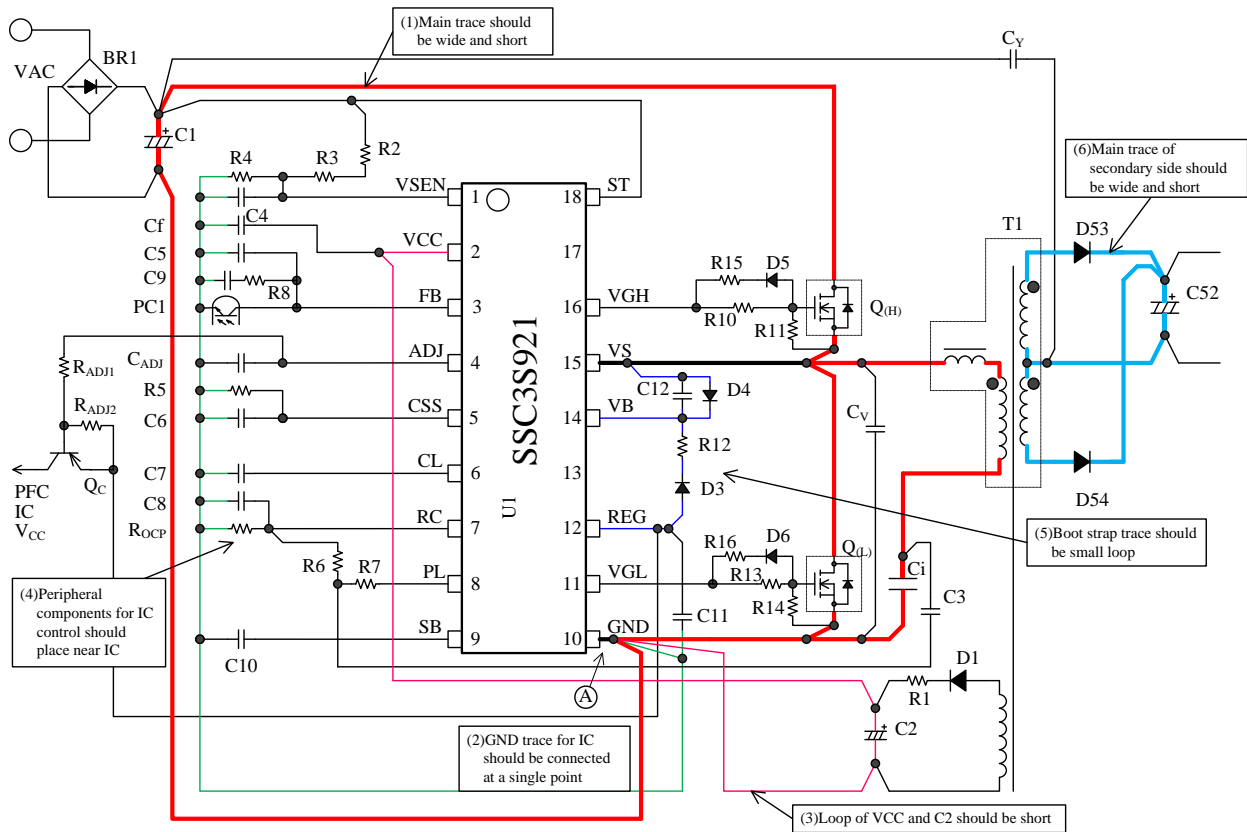 (1)Main trace should
be wide and short
CY
BR1
VAC
C1
R2
R4
R3
(6)Main trace of
secondary side should
be wide and short
VSEN
1
18
ST
Cf
C4
T1
D53
VCC
2
17
C5
C9
R8
R15
D5
Q(H)
C52
PC1
FB
3
16
VGH
R10
R11
SSC3S921
U1
CADJ
ADJ
4
15
VS
RADJ1
R5
C12
D4
RADJ2
C6
CSS
5
14
VB
CV
R12
C7
CL
6
13
QC
PFC
IC
VCC
C8
D3
D54
ROCP
RC
7
12
REG
(5)Boot strap trace should
be small loop
R6
R7
R16
D6
Q(L)
PL
8
11
VGL
R13
R14
Ci
C3
(4)Peripheral
components for IC
control should
place near IC
C11
SB
9
10
GND
C10
A
D1
R1
C2
(2)GND trace for IC
should be connected
at a single point
(3)Loop of VCC and C2 should be short
+
+
+